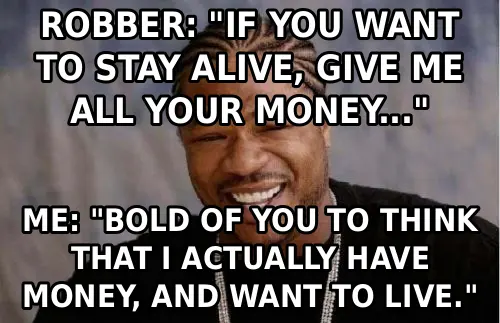 ROBBER: "IF YOU WANT
TO STAY ALIVE, GIVE ME
ALL YOUR MONEY..."
ME: "BOLD OF YOU TO THINK
THAT I ACTUALLY HAVE
MONEY, AND WANT TO LIVE."